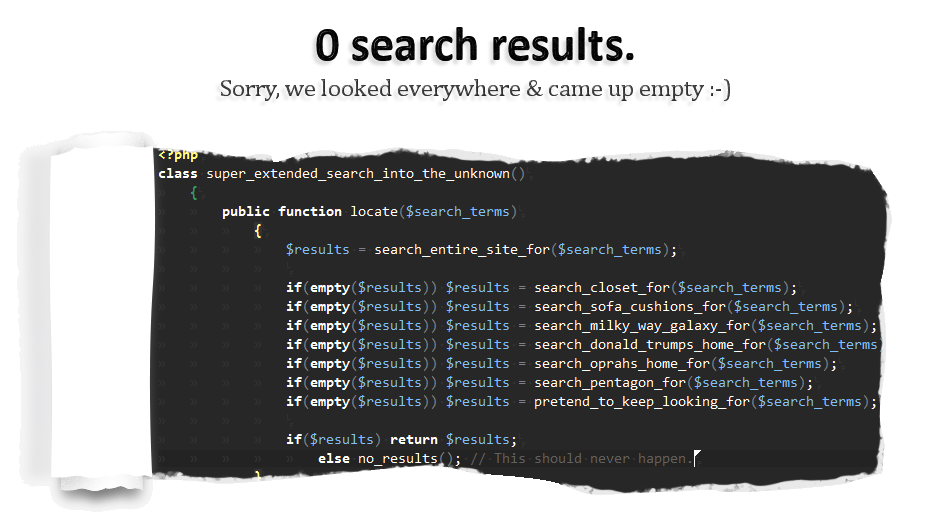 0 search results.
Sorry, we looked everywhere & came up empty :-)
<?php
class super_extended_search_into_the_unknown()
{
public function locate($search_terms)
{
$results = search_entire_site_for($search_terms);
if(empty($results)) $results = search_closet_for($search_terms);
if(empty($results)) $results = search_sofa_cushions_for($search_terms);
if(empty($results)) $results = search_milky_way_galaxy_for($search_terms);
if(empty($results)) $results = search_donald_trumps_home_for($search_terms
if(empty($results)) $results = search_oprahs_home_for($search_terms);
if(empty($results)) $results = search_pentagon_for($search_terms);
if(empty($results)) $results = pretend_to_keep_looking_for($search_terms);
if($results) return $results;
else no_results(); // This should never happen.
}